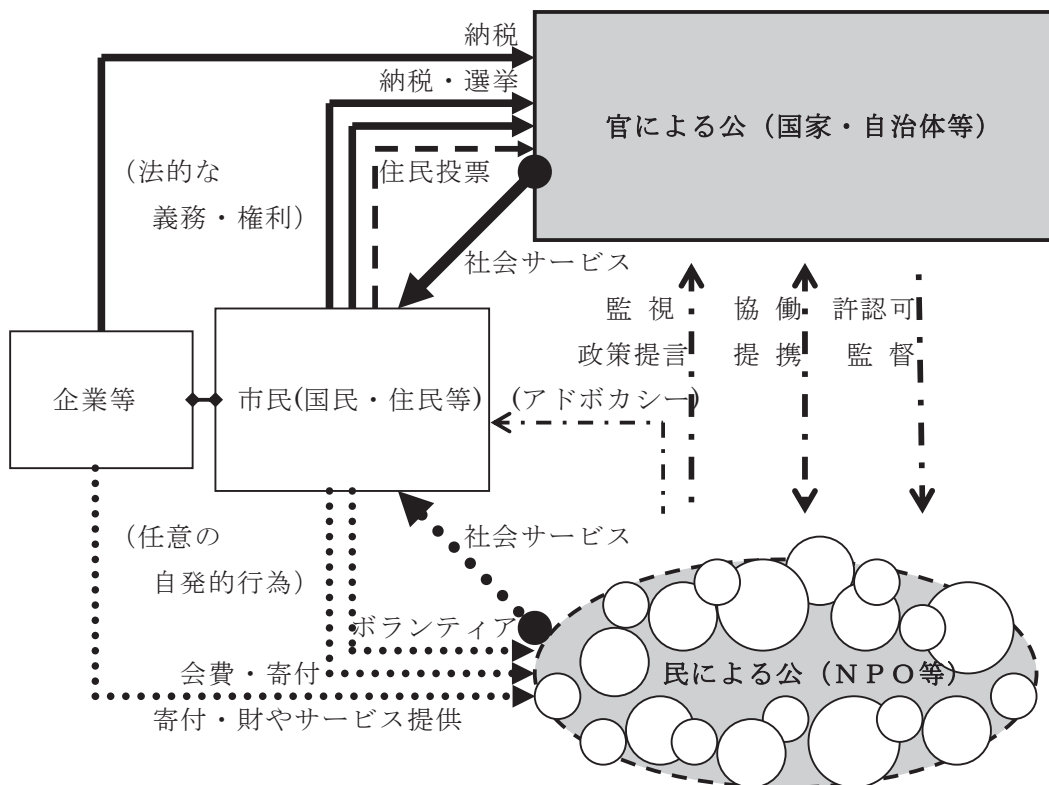 納税
納税・選挙
官による公（国家・自治体等）
住民投票
（法的な
義務・権利）
社会サービス
監 視
政策提言
協 働
提 携
許認可
監 督
企業等
市民(国民・住民等)
(アドボカシー)
（任意の
自発的行為）
社会サービス
ボランティア
会費・寄付
民による公（ＮＰＯ等）
寄付・財やサービス提供